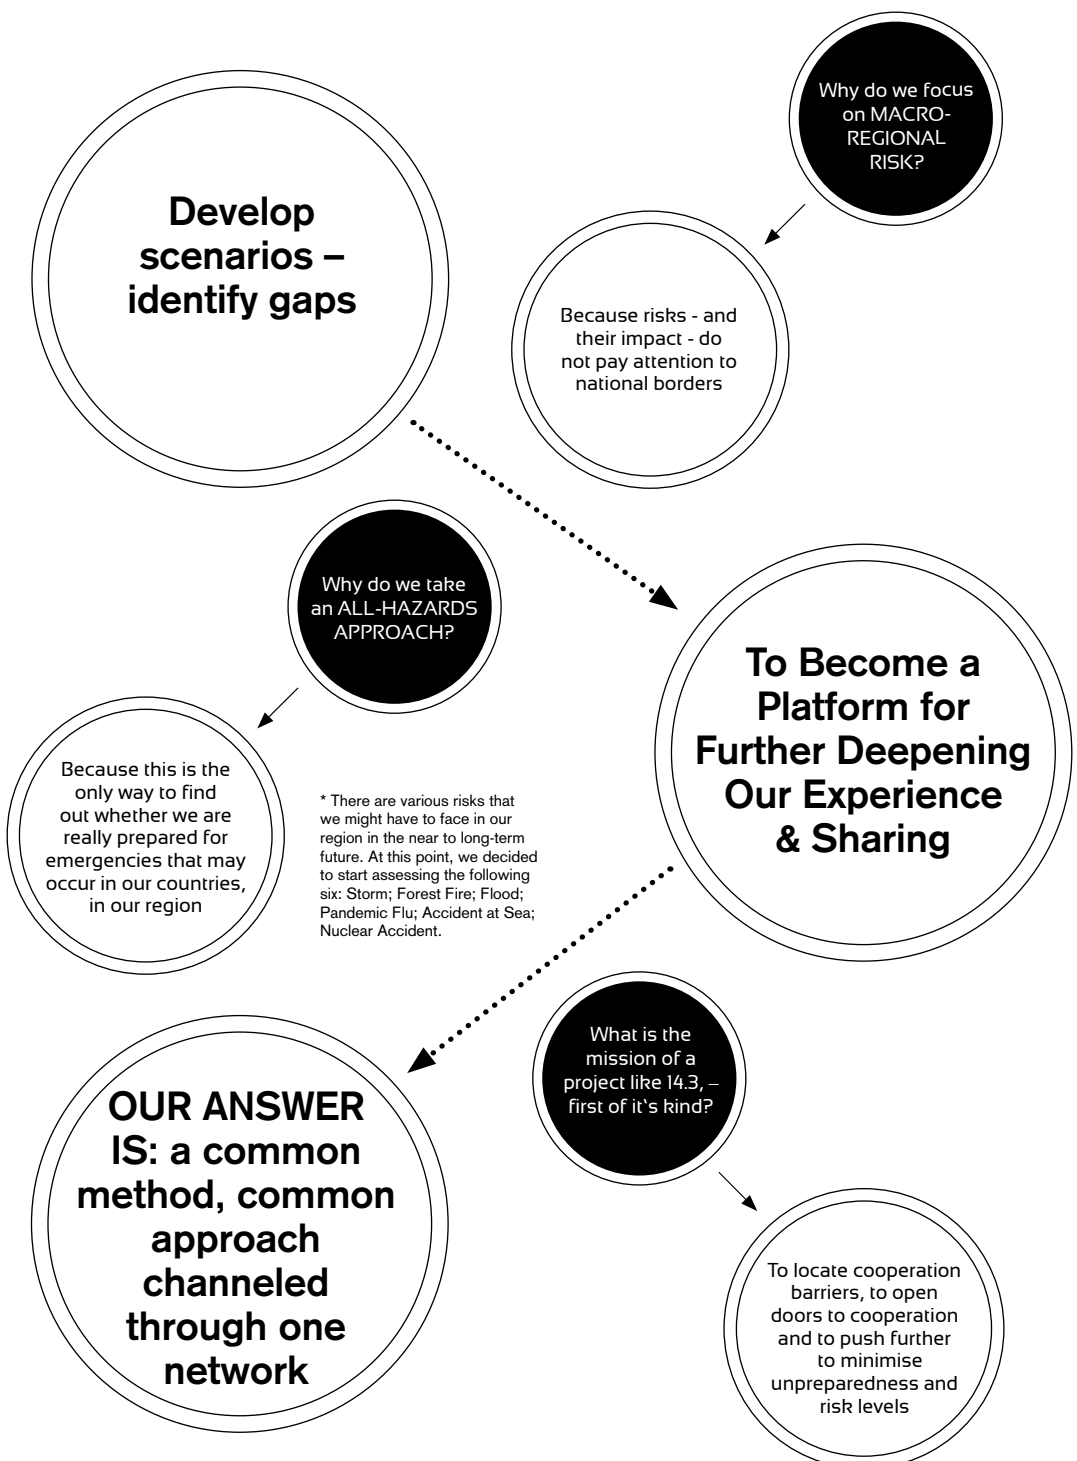 Why do we focus
on MACRO-
REGIONAL
RISK?
Develop
scenarios –
identify gaps
Because risks - and
their impact - do
not pay attention to
national borders
Why do we take
an ALL-HAZARDS
APPROACH?
To Become a
Platform for
Further Deepening
Our Experience
& Sharing
Because this is the
only way to find
out whether we are
really prepared for
emergencies that may
occur in our countries,
in our region
* There are various risks that
we might have to face in our
region in the near to long-term
future. At this point, we decided
to start assessing the following
six: Storm; Forest Fire; Flood;
Pandemic Flu; Accident at Sea;
Nuclear Accident.
What is the
mission of a
project like 14.3, –
first of it‘s kind?
OUR ANSWER
IS: a common
method, common
approach
channeled
through one
network
To locate cooperation
barriers, to open
doors to cooperation
and to push further
to minimise
unpreparedness and
risk levels